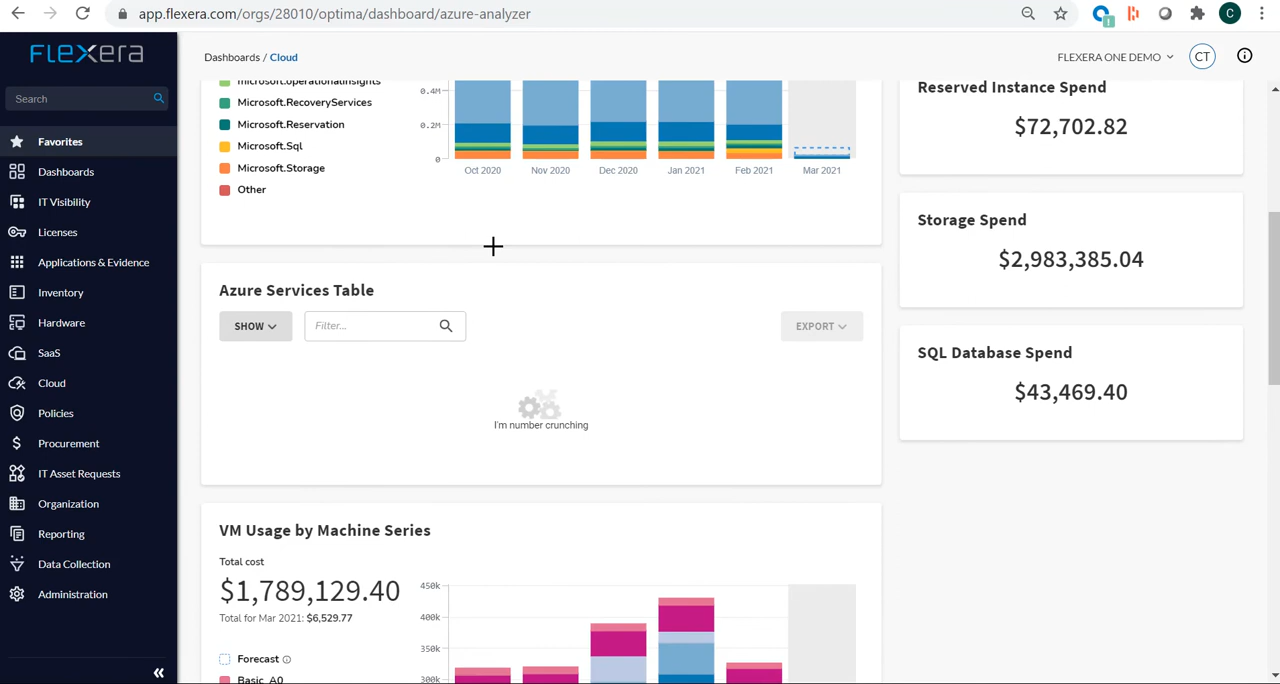 app.flexera.com/orgs/28010/optima/dashboard/azure-analyzer
C
FLEXERA
Search
Favorites
Dashboards
IT Visibility
Licenses
Applications & Evidence
Inventory
Hardware
SaaS
Cloud
Policies
Procurement
IT Asset Requests
Organization
Reporting
Data Collection
Administration
Dashboards / Cloud
FLEXERA ONE DEMO
CT
microsoft.operationalinsights
Microsoft.RecoveryServices
Microsoft.Reservation
Microsoft.Sql
Microsoft.Storage
Other
0.4M
0.2M
0
Oct 2020 Nov 2020 Dec 2020 Jan 2021 Feb 2021 Mar 2021
Azure Services Table
SHOW
Filter...
EXPORT
I'm number crunching
VM Usage by Machine Series
Total cost
$1,789,129.40
Total for Mar 2021: $6,529.77
Forecast
Basic_A0
450k
400k
350k
300k
Reserved Instance Spend
$72,702.82
Storage Spend
$2,983,385.04
SQL Database Spend
$43,469.40